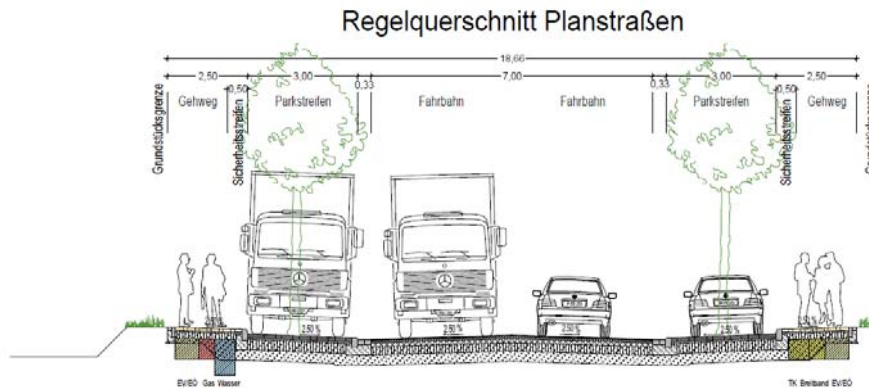 Regelquerschnitt Planstraßen
18,66
2,50 3,00 0,33 7,00 0,33 3,00 2,50
0,50 0,50
Grundstücksgrenze Gehweg Sicherheitsstreifen Parkstreifen Fahrbahn Fahrbahn Parkstreifen Sicherheitsstreifen Gehweg
2.50 % 2.50 % 2.50 % 2.50 %
EV/EÖ Gas Wasser TK Breitband EV/EÖ